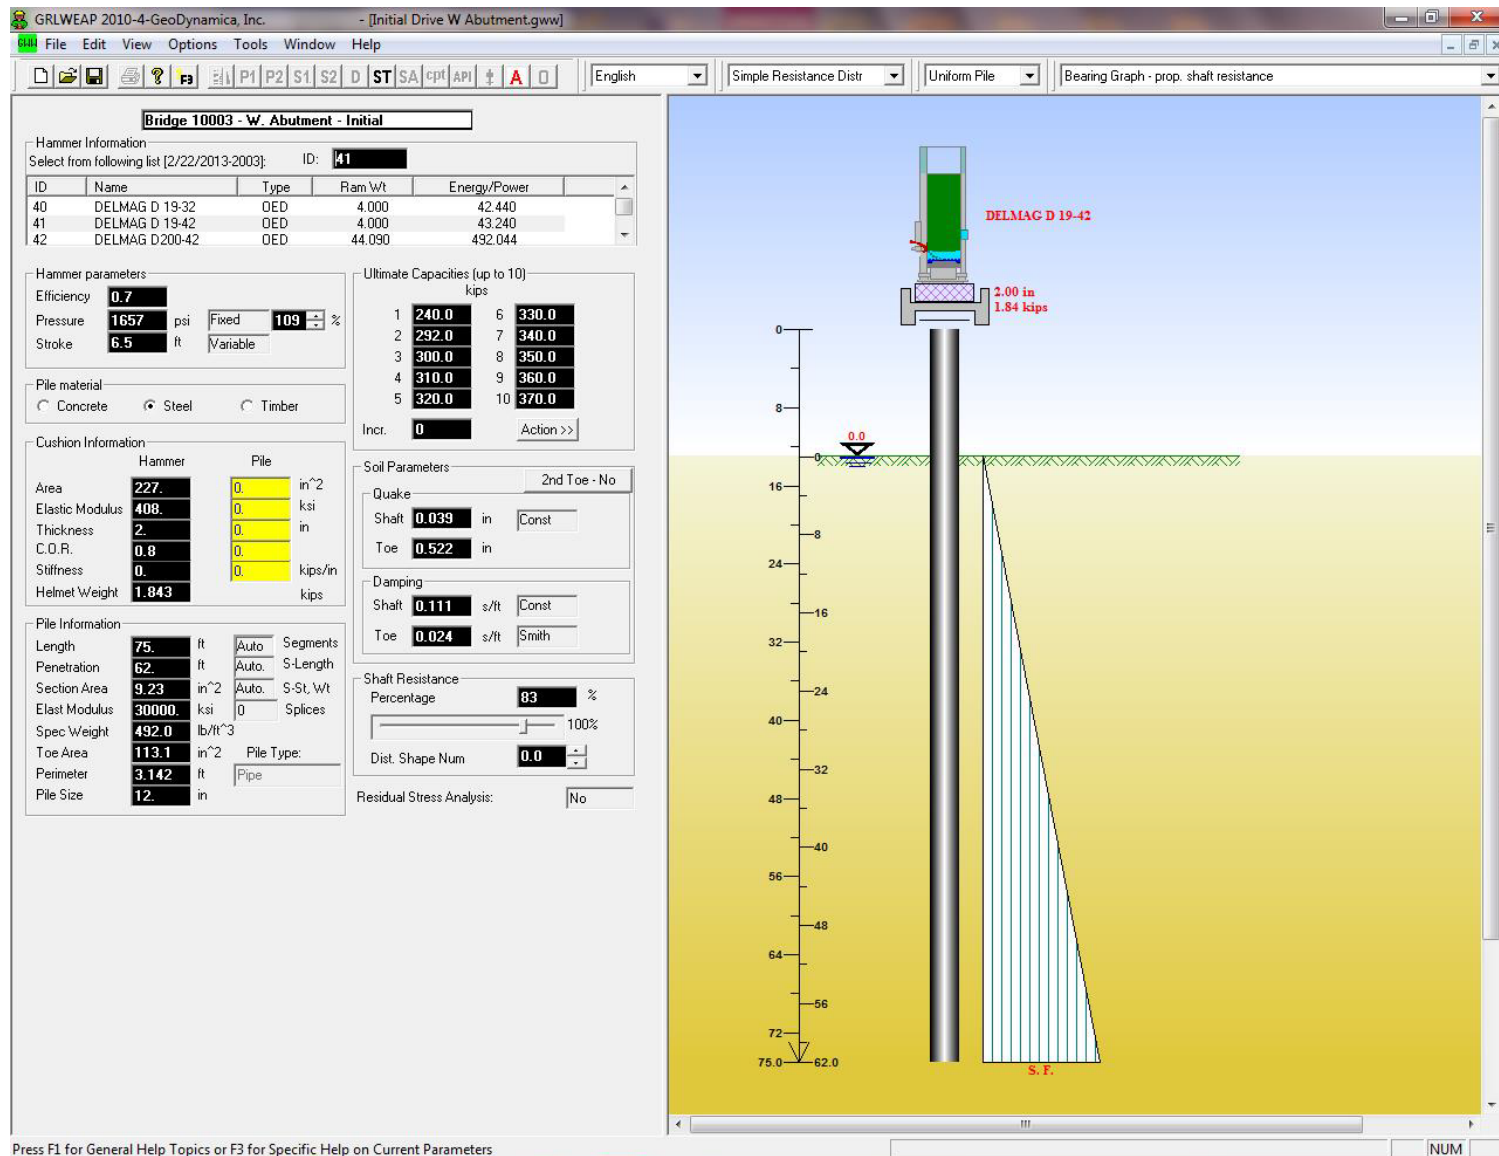 GRLWEAP 2010-4-GeoDynamica, Inc. - [Initial Drive W Abutment.gww]
File Edit View Options Tools Window Help
P1 P2 S1 S2 D ST SA cpt API A 0 English Simple Resistance Distr Uniform Pile Bearing Graph - prop. shaft resistance
Bridge 10003 - W. Abutment - Initial
Hammer Information
Select from following list [2/22/2013-2003]: ID: 41
ID Name Type Ram Wt Energy/Power
40 DELMAG D 19-32 OED 4.000 42.440
41 DELMAG D 19-42 OED 4.000 43.240
42 DELMAG D200-42 OED 44.090 492.044
Hammer parameters
Efficiency 0.7
Pressure 1657 psi Fixed 109 %
Stroke 6.5 ft Variable
Pile material
Concrete Steel Timber
Cushion Information
Hammer Pile
Area 227. 0. in^2
Elastic Modulus 408. 0. ksi
Thickness 2. 0. in
C.O.R. 0.8 0.
Stiffness 0. 0. kips/in
Helmet Weight 1.843 kips
Pile Information
Length 75. ft Auto Segments
Penetration 62. ft Auto. S-Length
Section Area 9.23 in^2 Auto. S-St, Wt
Elast Modulus 30000. ksi 0 Splices
Spec Weight 492.0 lb/ft^3
Toe Area 113.1 in^2 Pile Type:
Perimeter 3.142 ft Pipe
Pile Size 12. in
Ultimate Capacities (up to 10)
kips
1 240.0 6 330.0
2 292.0 7 340.0
3 300.0 8 350.0
4 310.0 9 360.0
5 320.0 10 370.0
Incr. 0 Action >>
Soil Parameters
2nd Toe - No
Quake
Shaft 0.039 in Const
Toe 0.522 in
Damping
Shaft 0.111 s/ft Const
Toe 0.024 s/ft Smith
Shaft Resistance
Percentage 83 %
100%
Dist. Shape Num 0.0
Residual Stress Analysis: No
DELMAG D 19-42
2.00 in
1.84 kips
0
8
0.0
0
16
8
24
16
32
24
40
32
48
40
56
48
64
56
72
75.0 62.0
S. F.
Press F1 for General Help Topics or F3 for Specific Help on Current Parameters NUM